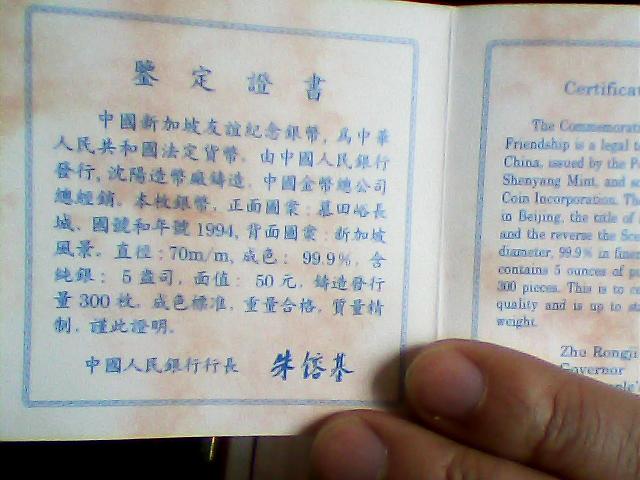 鑒定證書
中國新加坡友誼紀念銀幣，爲中華
人民共和國法定貨幣。由中國人民銀行
發行，沈陽造幣廠鑄造，中國金幣總公司
總經銷。本枚銀幣，正面圖案：慕田峪長
城、國號和年號1994，背面圖案：新加坡
風景。直徑：70m/m，成色：99.9%，含
純銀：5盎司，面值：50元，鑄造發行
量300枚。成色標准，重量合格，質量精
制，謹此證明。
中國人民銀行行長 朱镕基
Certificat
The Commemorat
Friendship is a legal t
China, issued by the P
Shenyang Mint, and
Coin Incorporation. Th
in Beijing, the title of
and the reverse the Sce
diameter, 99.9% in finen
contains 5 ounces of p
300 pieces. This is to ce
quality and is up to sta
weight.
Zhu Rongji
Governor